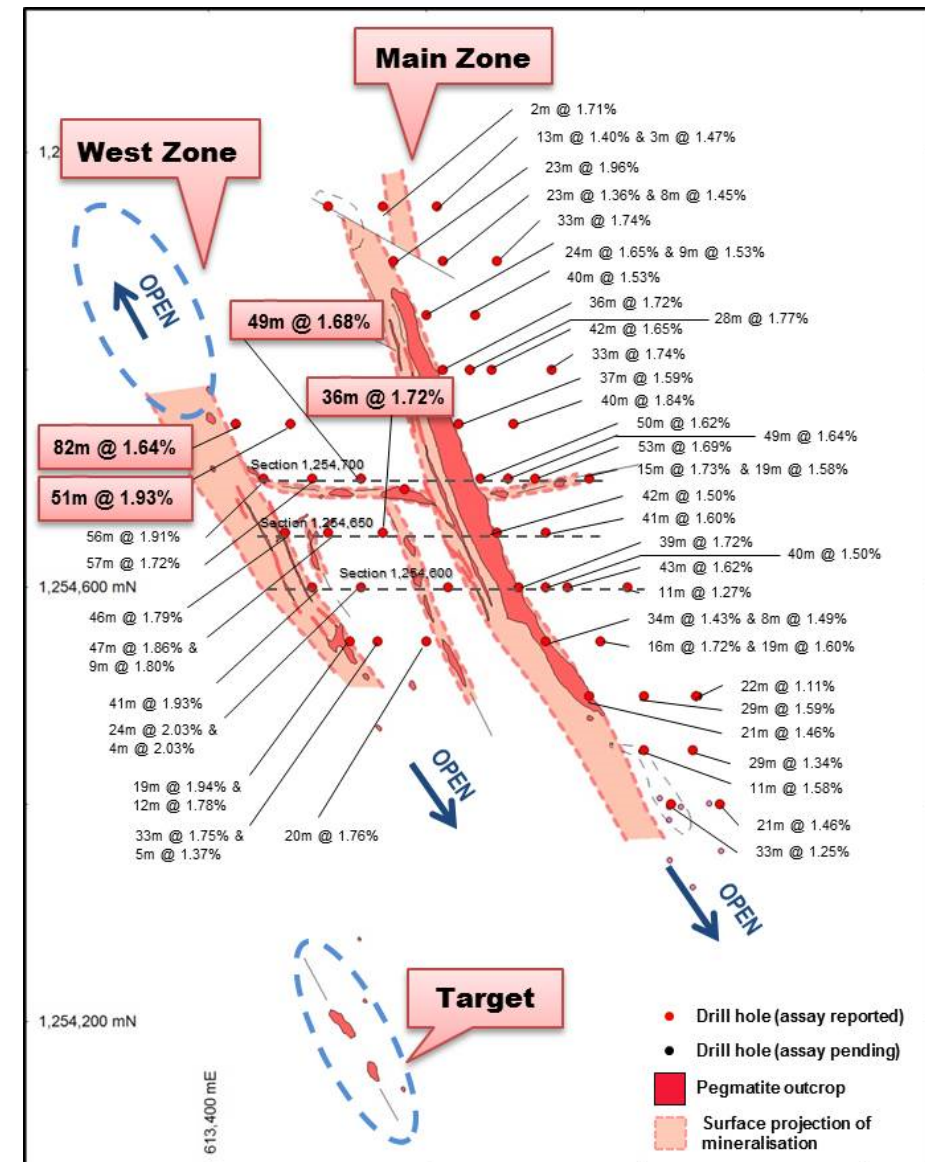 Main Zone
West Zone
2m @ 1.71%
13m @ 1.40% & 3m @ 1.47%
23m @ 1.96%
23m @ 1.36% & 8m @ 1.45%
33m @ 1.74%
24m @ 1.65% & 9m @ 1.53%
40m @ 1.53%
36m @ 1.72%
28m @ 1.77%
42m @ 1.65%
33m @ 1.74%
37m @ 1.59%
40m @ 1.84%
50m @ 1.62%
49m @ 1.64%
53m @ 1.69%
15m @ 1.73% & 19m @ 1.58%
42m @ 1.50%
41m @ 1.60%
39m @ 1.72%
40m @ 1.50%
43m @ 1.62%
11m @ 1.27%
34m @ 1.43% & 8m @ 1.49%
16m @ 1.72% & 19m @ 1.60%
22m @ 1.11%
29m @ 1.59%
21m @ 1.46%
29m @ 1.34%
11m @ 1.58%
21m @ 1.46%
33m @ 1.25%
OPEN
49m @ 1.68%
36m @ 1.72%
82m @ 1.64%
51m @ 1.93%
Section 1,254,700
Section 1,254,650
Section 1,254,600
56m @ 1.91%
57m @ 1.72%
1,254,600 mN
46m @ 1.79%
47m @ 1.86% &
9m @ 1.80%
41m @ 1.93%
24m @ 2.03% &
4m @ 2.03%
19m @ 1.94% &
12m @ 1.78%
33m @ 1.75% &
5m @ 1.37%
20m @ 1.76%
OPEN
OPEN
Target
1,254,200 mN
613,400 mE
Drill hole (assay reported)
Drill hole (assay pending)
Pegmatite outcrop
Surface projection of
mineralisation